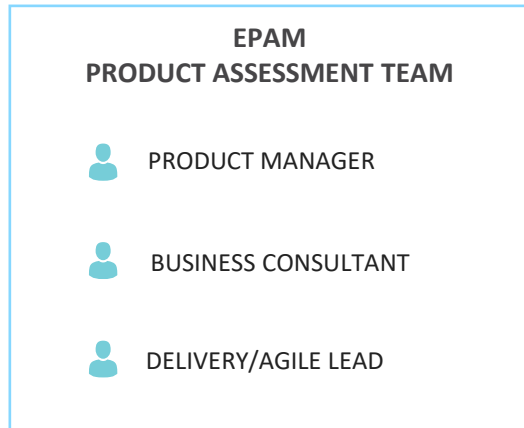 EPAM
PRODUCT ASSESSMENT TEAM
PRODUCT MANAGER
BUSINESS CONSULTANT
DELIVERY/AGILE LEAD